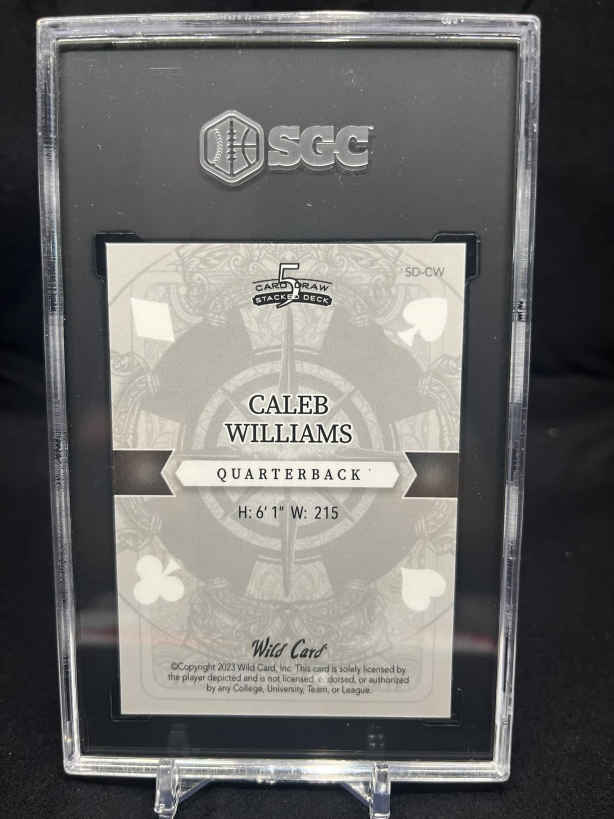 SGC
SD-CW
5
CARD DRAW
STACKED DECK
CALEB
WILLIAMS
QUARTERBACK
H: 6' 1" W: 215
Wild Card
©Copyright 2023 Wild Card, Inc. This card is solely licensed by
the player depicted and is not licensed, endorsed, or authorized
by any College, University, Team, or League.